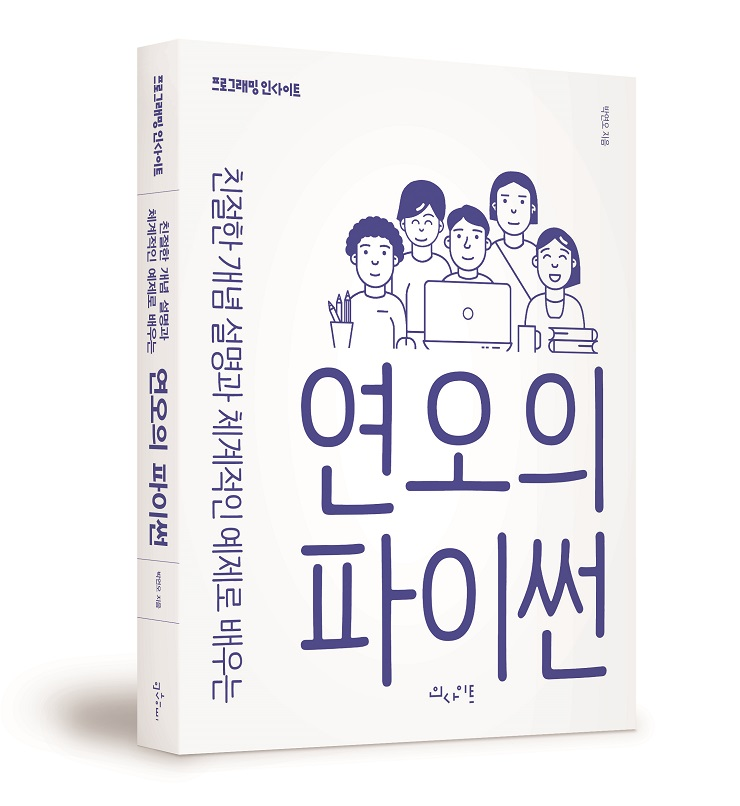 프로그래밍 인사이트
친절한 개념 설명과
체계적인 예제로 배우는
연오의 파이썬
박연오 지음
인사이트
프로그래밍 인사이트
박연오 지음
친절한 개념 설명과 체계적인 예제로 배우는
연오의
파이썬
인사이트